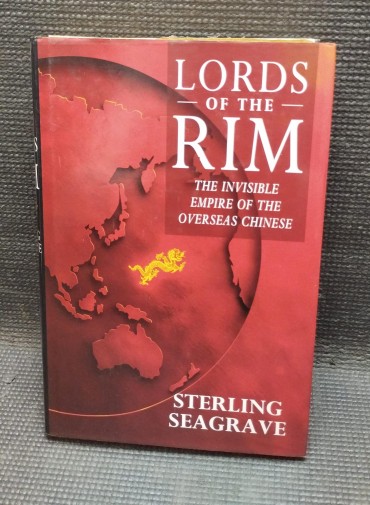 LORDS
OF THE
RIM
THE INVISIBLE
EMPIRE OF THE
OVERSEAS CHINESE
STERLING
SEAGRAVE